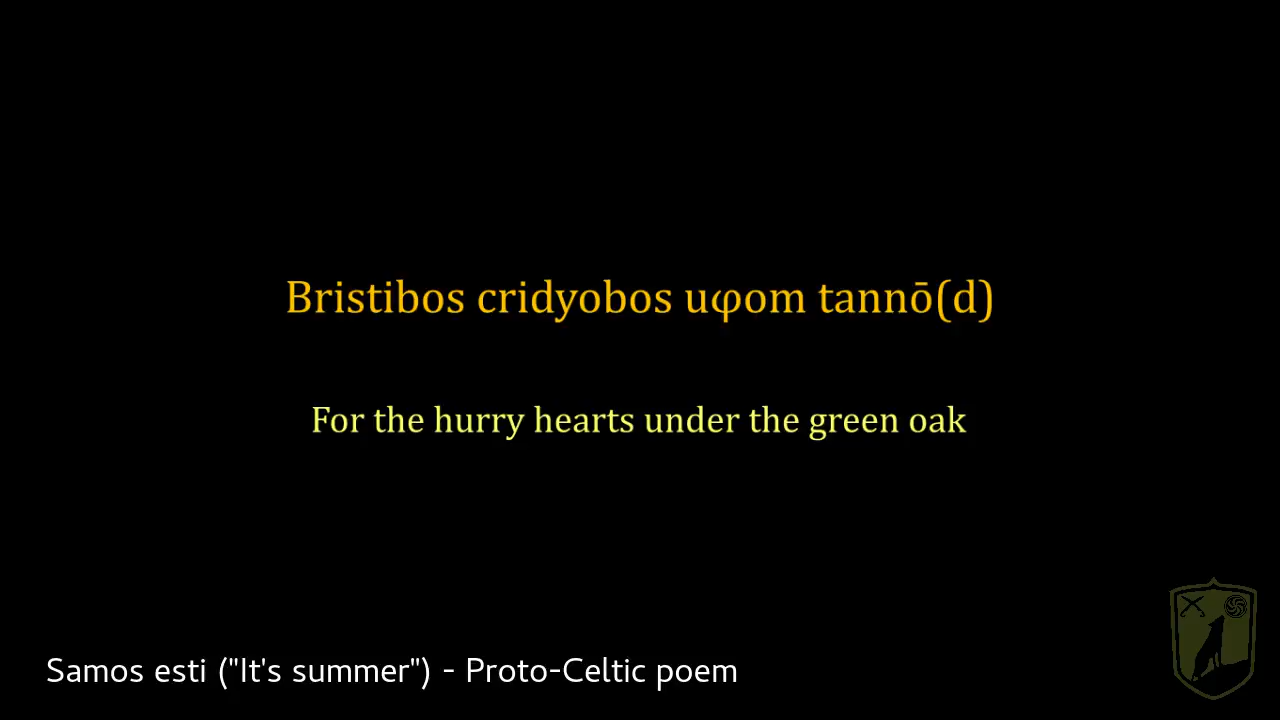 Bristibos cridyobos uφom tannō(d)
For the hurry hearts under the green oak
Samos esti ("It's summer") - Proto-Celtic poem